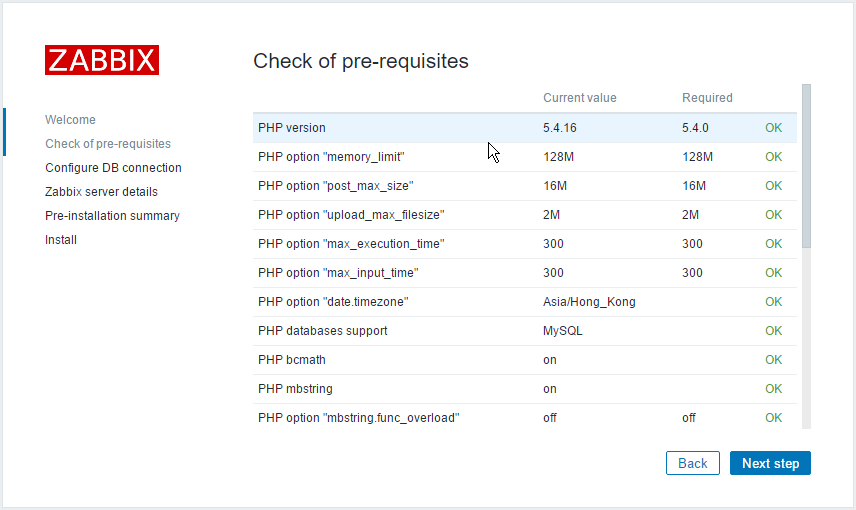 ZABBIX
Welcome
Check of pre-requisites
Configure DB connection
Zabbix server details
Pre-installation summary
Install
Check of pre-requisites
Current value Required
PHP version 5.4.16 5.4.0 OK
PHP option "memory_limit" 128M 128M OK
PHP option "post_max_size" 16M 16M OK
PHP option "upload_max_filesize" 2M 2M OK
PHP option "max_execution_time" 300 300 OK
PHP option "max_input_time" 300 300 OK
PHP option "date.timezone" Asia/Hong_Kong OK
PHP databases support MySQL OK
PHP bcmath on OK
PHP mbstring on OK
PHP option "mbstring.func_overload" off off OK
Back Next step